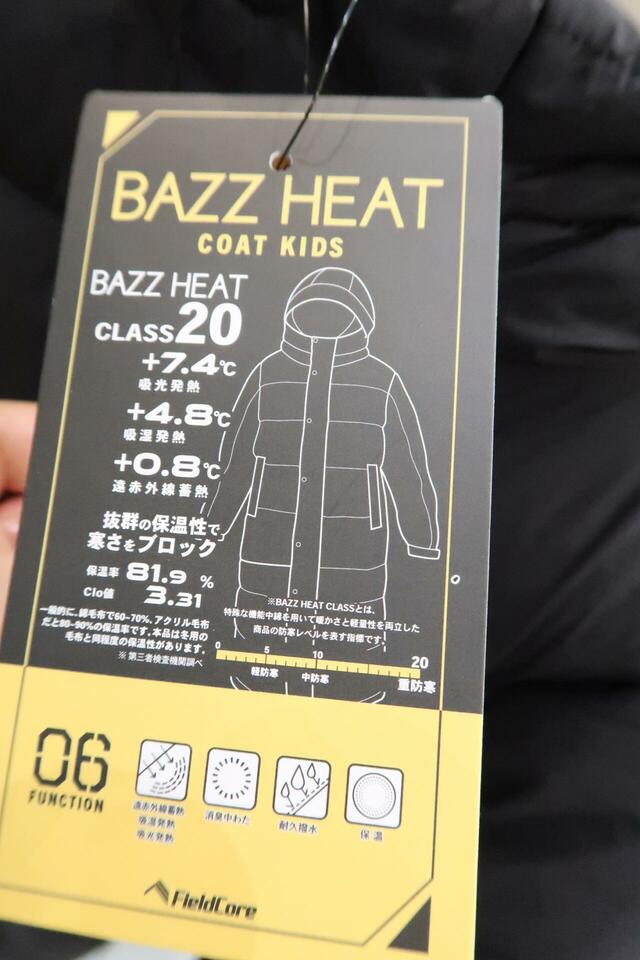 BAZZ HEAT
COAT KIDS
BAZZ HEAT
CLASS20
+7.4℃
吸光発熱
+4.8℃
吸湿発熱
+0.8℃
遠赤外線蓄熱
抜群の保温性で
寒さをブロック
保温率 81.9 %
Clo値 3.31
一般的に、綿毛布で60~70%、アクリル毛布
だと80~90%の保温率です。本品は冬用の
毛布と同程度の保温性があります。
※ 第三者検査機関調べ
※BAZZ HEAT CLASSとは、
特殊な機能中綿を用いて暖かさと軽量性を両立した
商品の防寒レベルを表す指標です。
0 5 10 20
軽防寒 中防寒 重防寒
06
FUNCTION
遠赤外線蓄熱
吸湿発熱
吸光発熱
消臭中わた
耐久撥水
保温
FieldCore